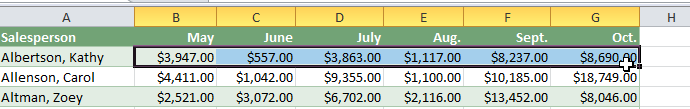 A B C D E F G H
Salesperson May June July Aug. Sept. Oct.
Albertson, Kathy $3,947.00 $557.00 $3,863.00 $1,117.00 $8,237.00 $8,690.00
Allenson, Carol $4,411.00 $1,042.00 $9,355.00 $1,100.00 $10,185.00 $18,749.00
Altman, Zoey $2,521.00 $3,072.00 $6,702.00 $2,116.00 $13,452.00 $8,046.00